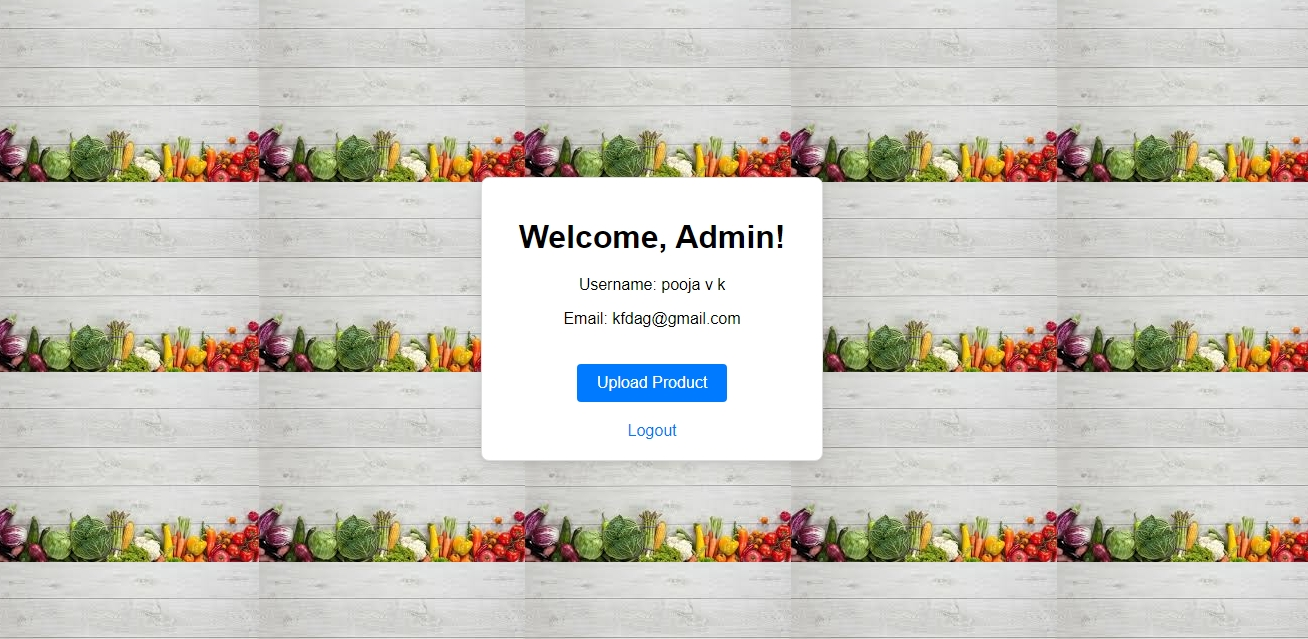 Welcome, Admin!
Username: pooja v k
Email: kfdag@gmail.com
Upload Product
Logout